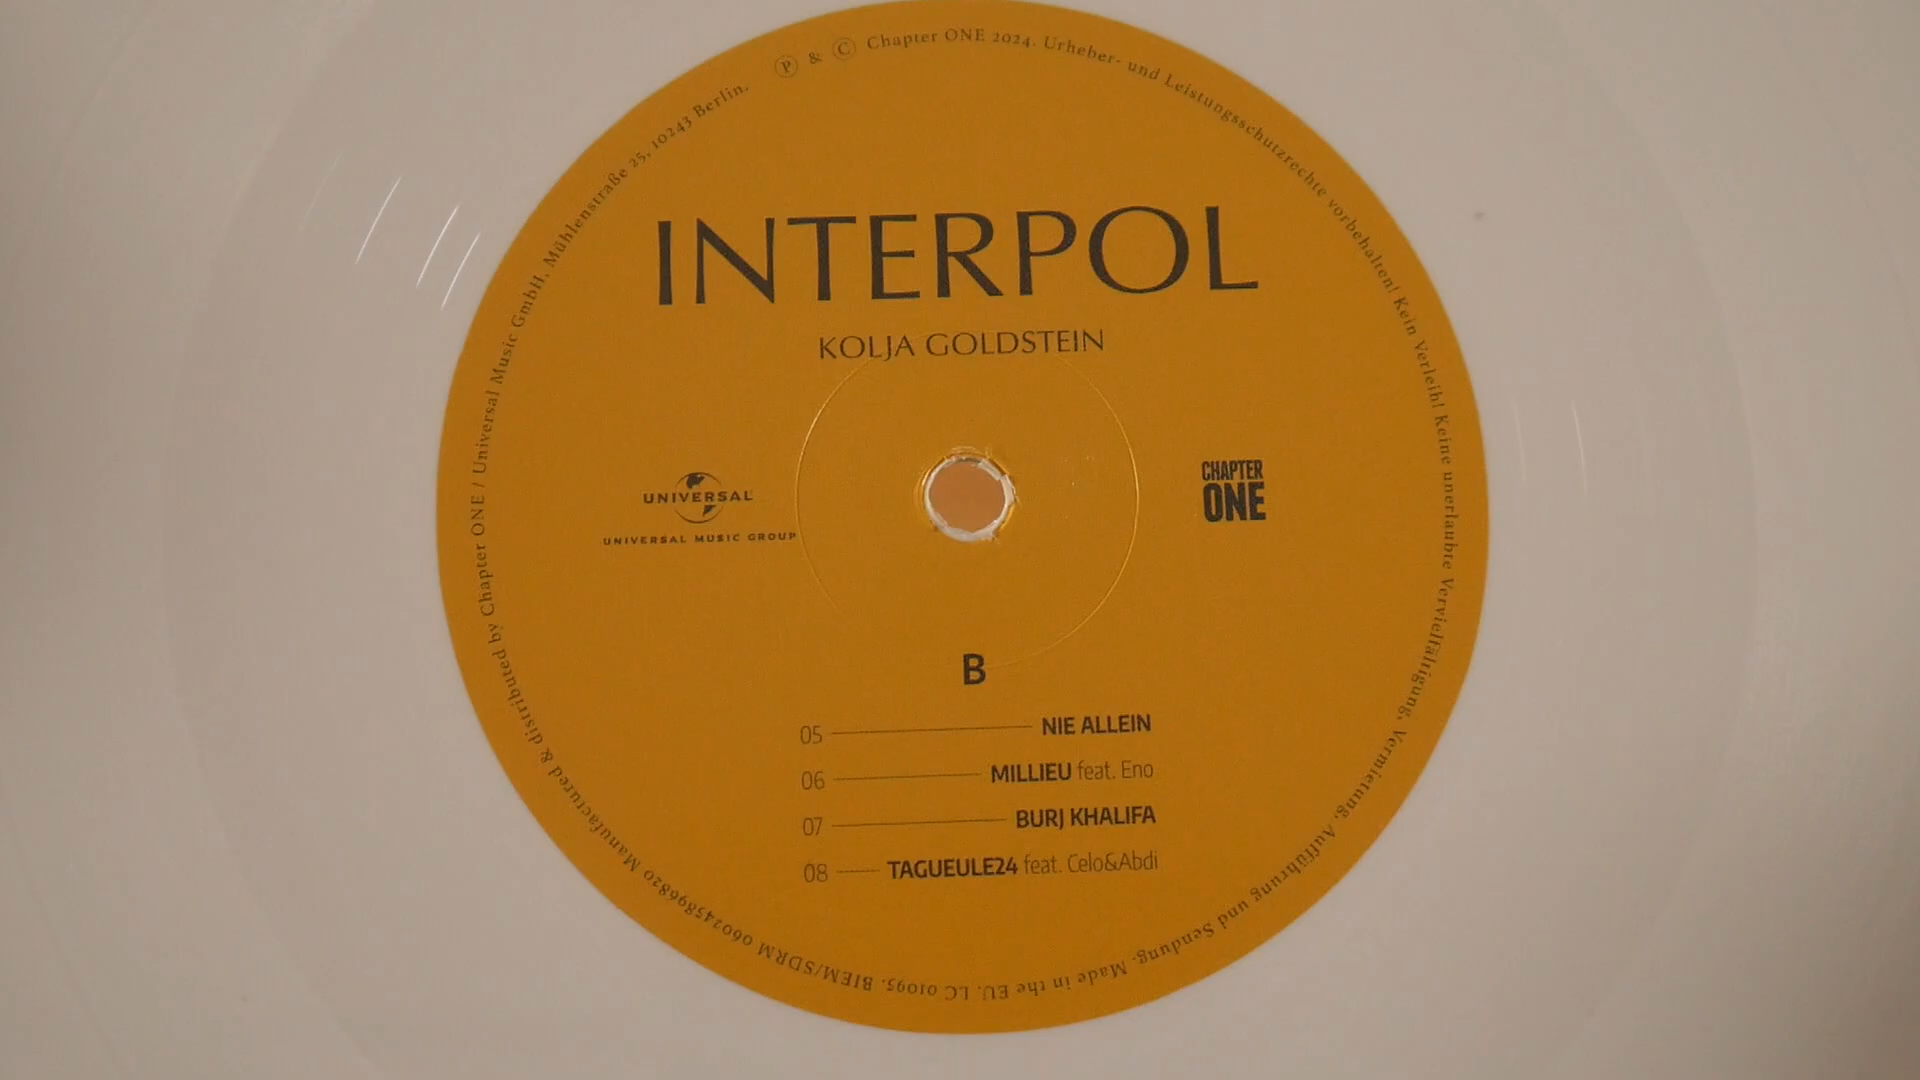 INTERPOL
KOLJA GOLDSTEIN
UNIVERSAL
UNIVERSAL MUSIC GROUP
CHAPTER
ONE
B
05 NIE ALLEIN
06 MILLIEU feat. Eno
07 BURJ KHALIFA
08 TAGUEULE24 feat. Celo&Abdi
Ⓟ & Ⓒ Chapter ONE 2024. Urheber- und Leistungsschutzrechte vorbehalten! Kein Verleih! Keine unerlaubte Vervielfältigung, Vermietung, Aufführung und Sendung. Made in the EU. LC 01095. BIEM/SDRM 060245896820 Manufactured & distributed by Chapter ONE / Universal Music GmbH, Mühlenstraße 25, 10243 Berlin.